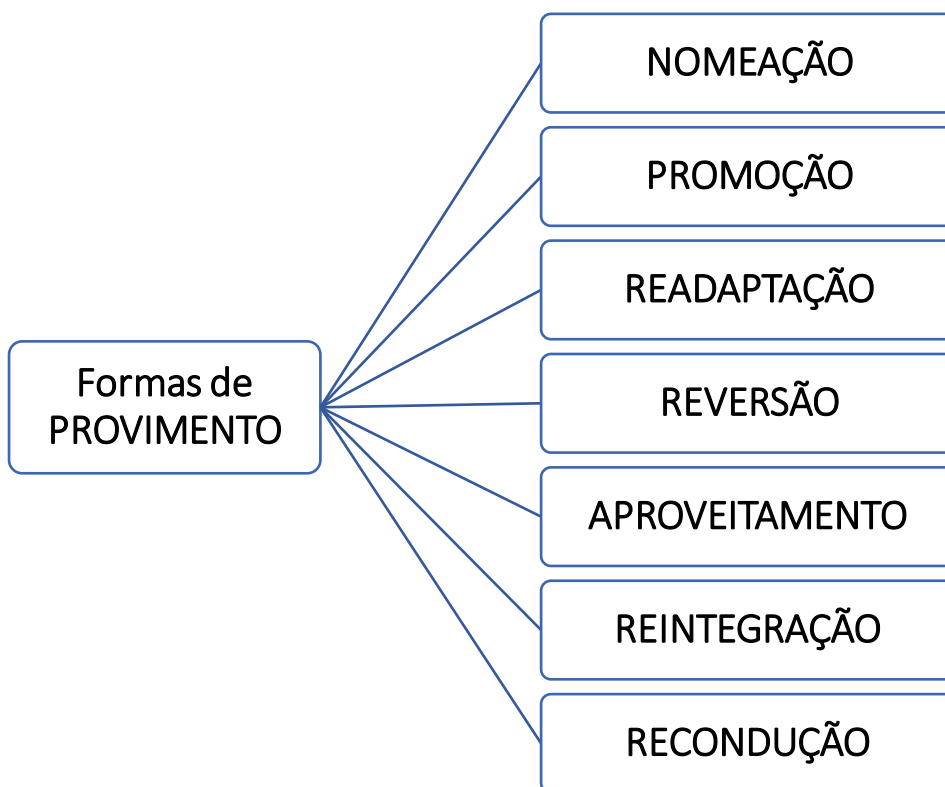 Formas de
PROVIMENTO
NOMEAÇÃO
PROMOÇÃO
READAPTAÇÃO
REVERSÃO
APROVEITAMENTO
REINTEGRAÇÃO
RECONDUÇÃO